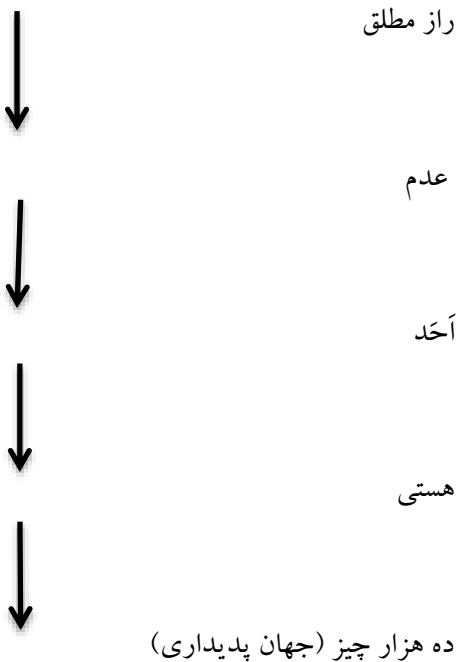 راز مطلق
عدم
اَحَد
هستی
ده هزار چیز (جهان پدیداری)